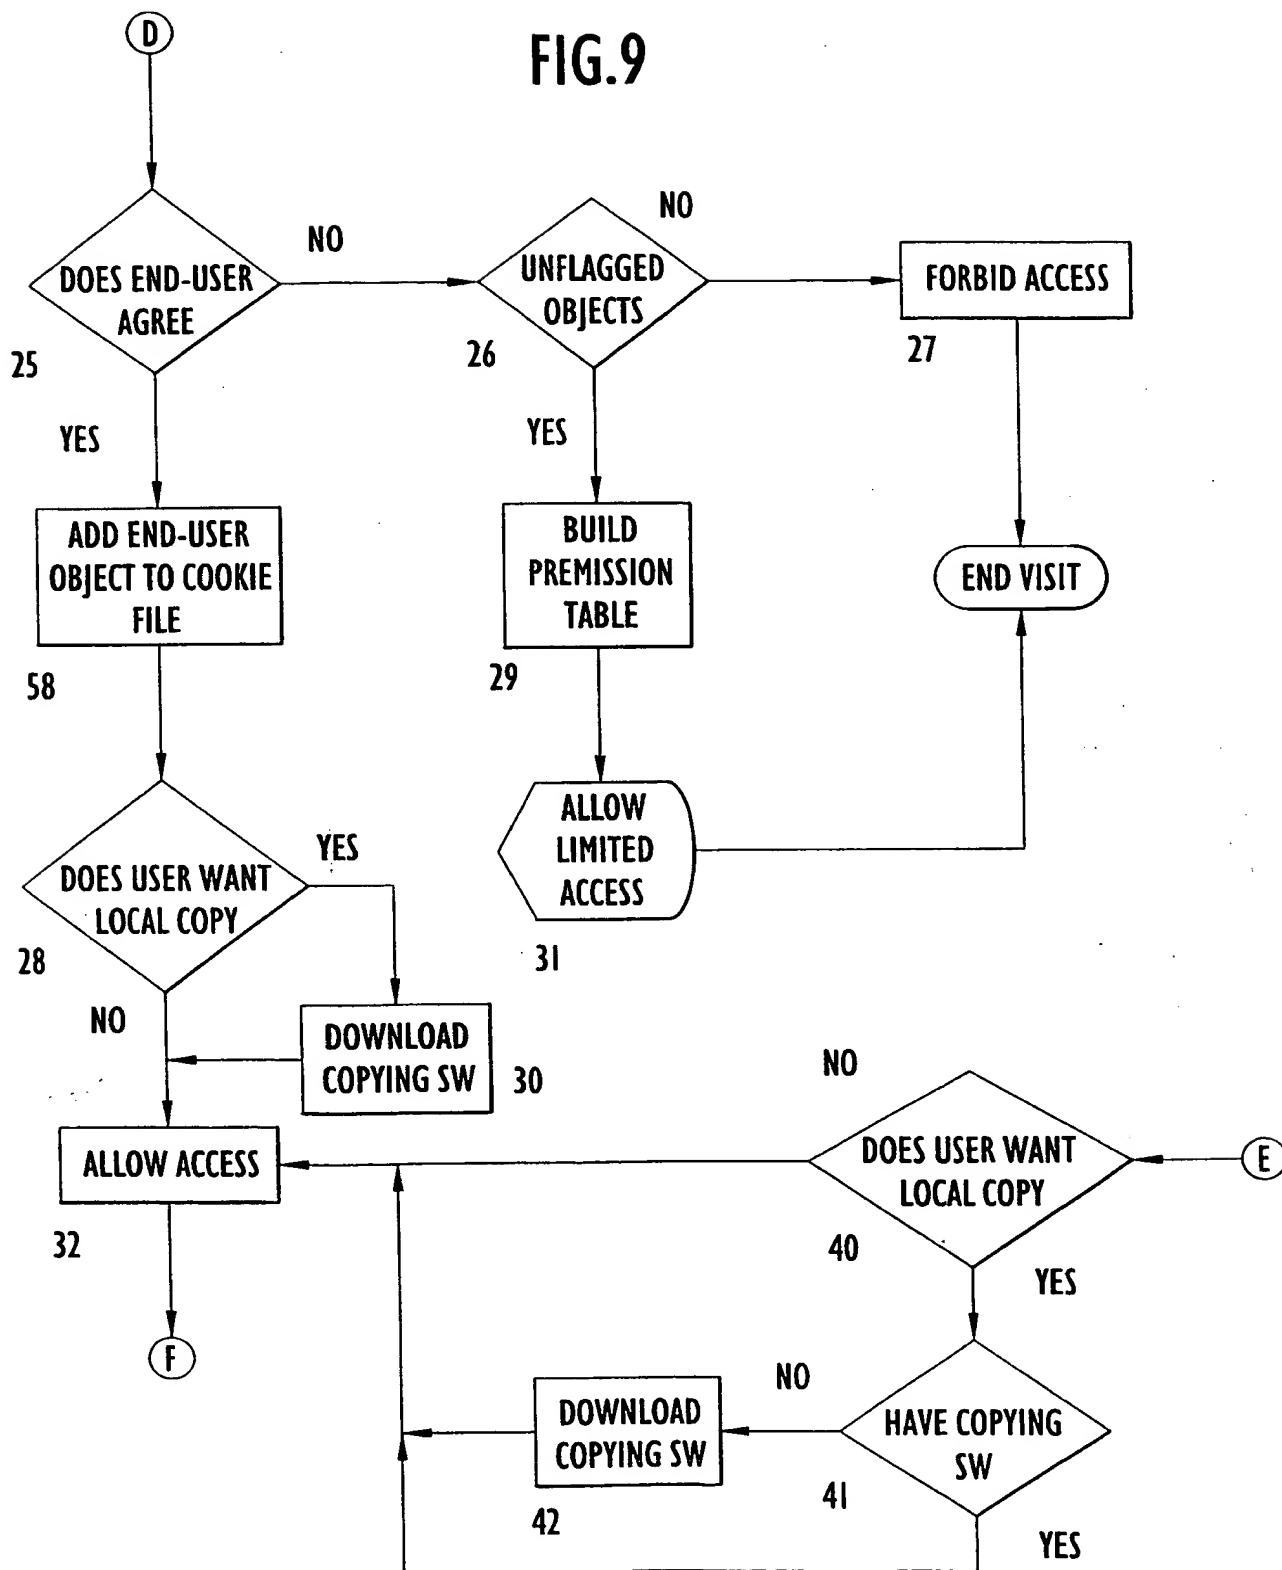 D
FIG.9
DOES END-USER
AGREE
25
NO
UNFLAGGED
OBJECTS
26
NO
FORBID ACCESS
27
YES
YES
ADD END-USER
OBJECT TO COOKIE
FILE
58
BUILD
PREMISSION
TABLE
29
END VISIT
DOES USER WANT
LOCAL COPY
28
YES
ALLOW
LIMITED
ACCESS
31
NO
DOWNLOAD
COPYING SW
30
NO
ALLOW ACCESS
32
DOES USER WANT
LOCAL COPY
40
E
YES
F
DOWNLOAD
COPYING SW
42
NO
HAVE COPYING
SW
41
YES